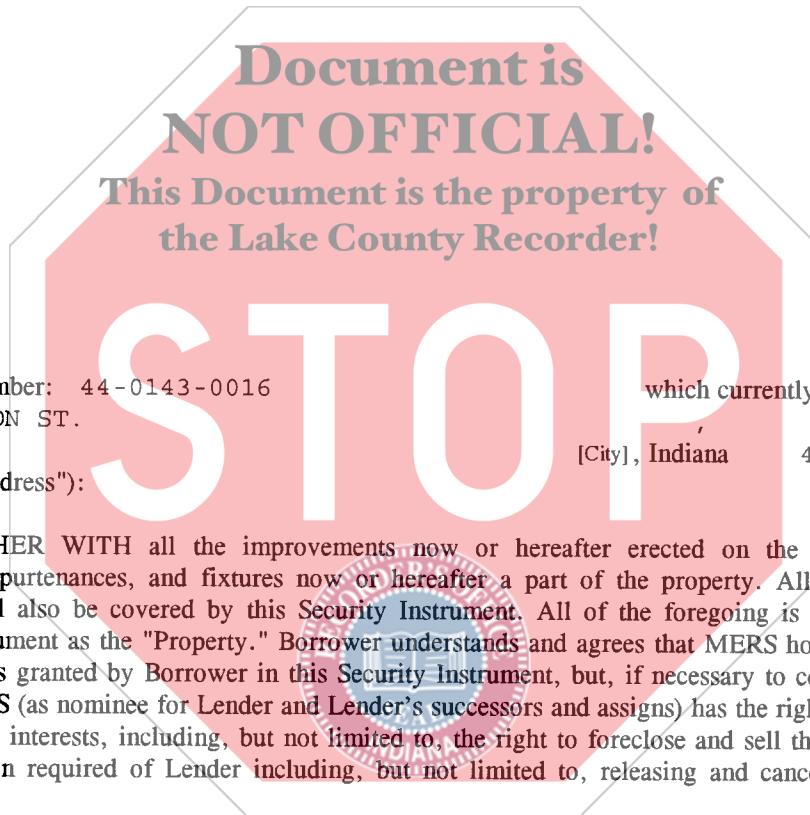 Document is
NOT OFFICIAL!
This Document is the property of
the Lake County Recorder!
STOP
mber: 44-0143-0016 which currently
ON ST.
[City], Indiana 4
dress"):
HER WITH all the improvements now or hereafter erected on the
purtenances, and fixtures now or hereafter a part of the property. All
l also be covered by this Security Instrument. All of the foregoing is
ument as the "Property." Borrower understands and agrees that MERS ho
s granted by Borrower in this Security Instrument, but, if necessary to co
S (as nominee for Lender and Lender's successors and assigns) has the righ
interests, including, but not limited to, the right to foreclose and sell th
n required of Lender including, but not limited to, releasing and cance
SEAL
INDIANA